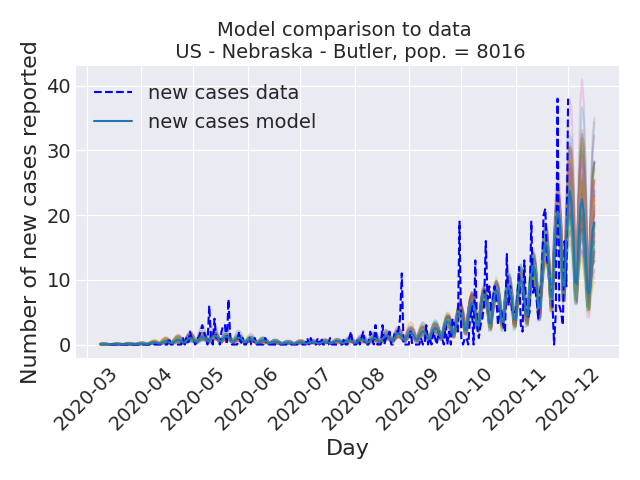 Model comparison to data
US - Nebraska - Butler, pop. = 8016
new cases data
new cases model
Number of new cases reported
40
30
20
10
0
2020-03
2020-04
2020-05
2020-06
2020-07
2020-08
2020-09
2020-10
2020-11
2020-12
Day